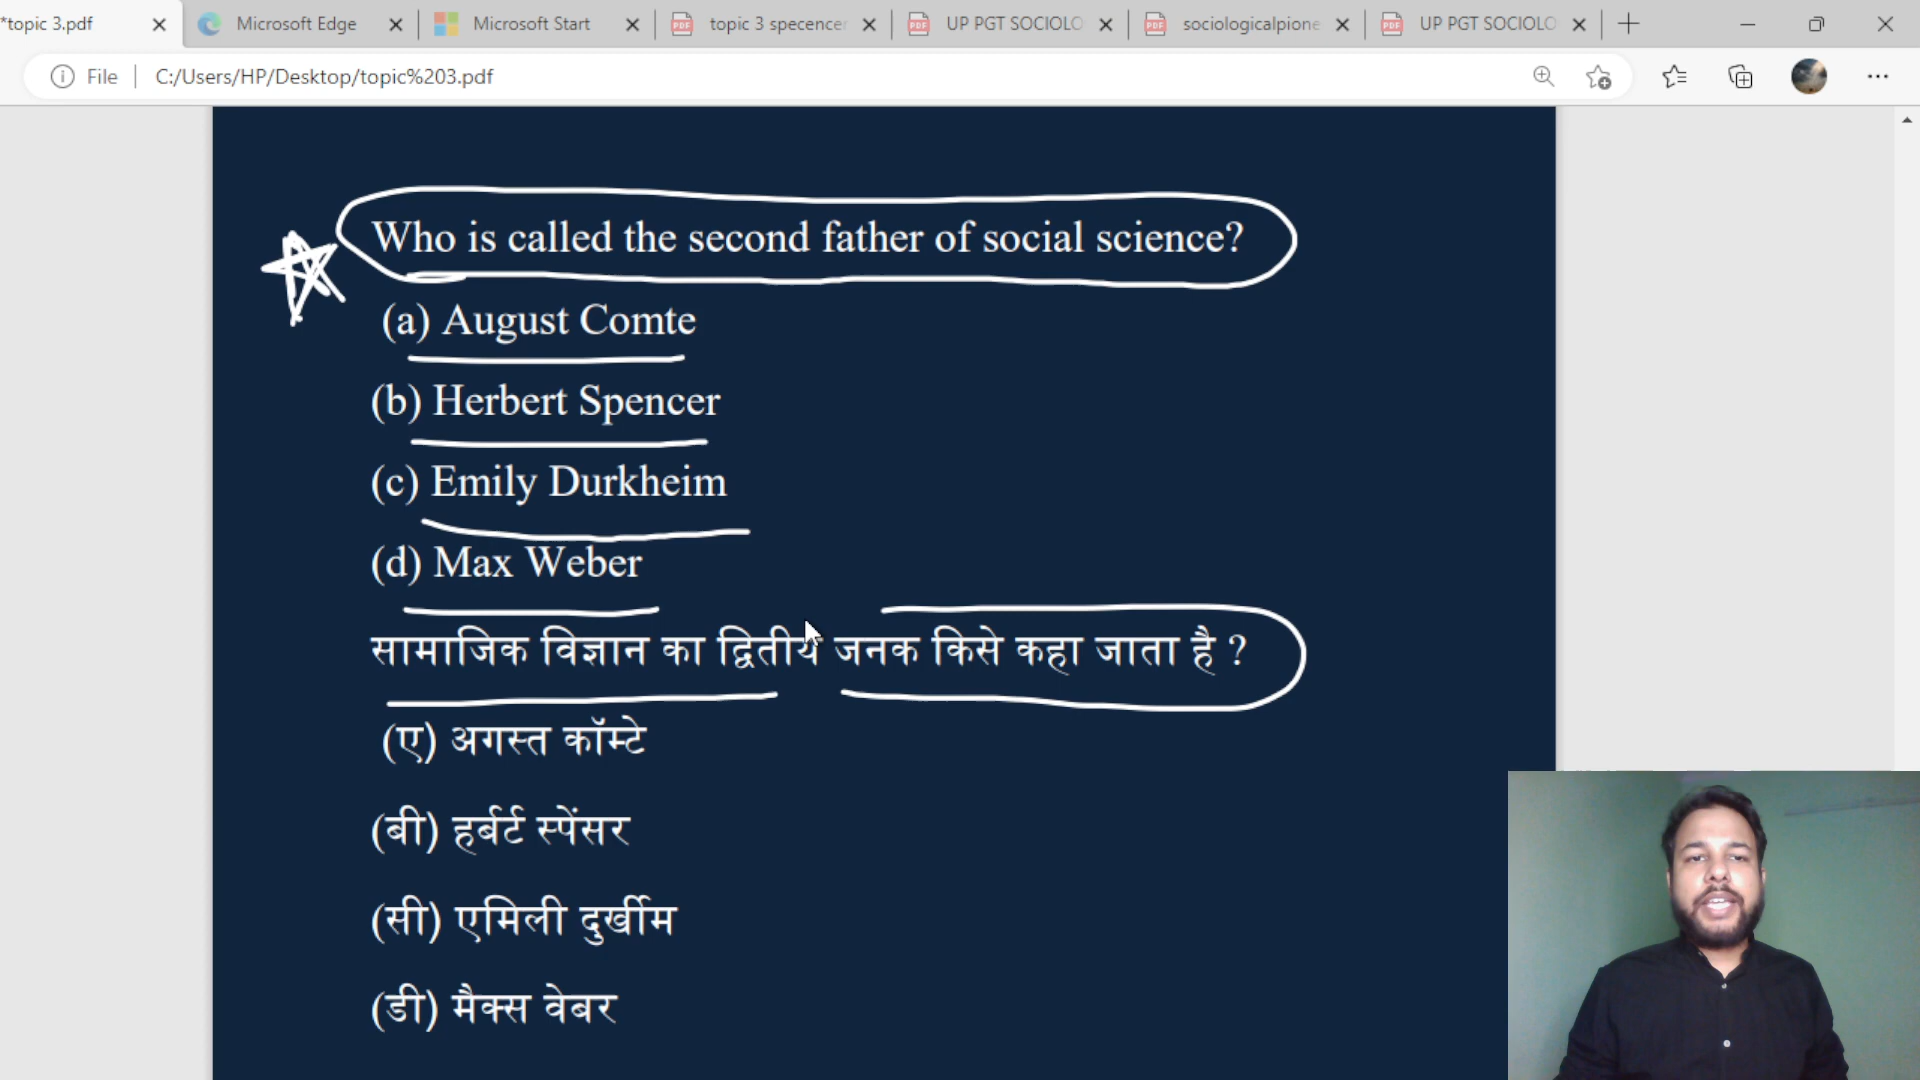 *topic 3.pdf
Microsoft Edge
Microsoft Start
topic 3 specencer
UP PGT SOCIOLO
sociologicalpione
UP PGT SOCIOLO
File
C:/Users/HP/Desktop/topic%203.pdf
Who is called the second father of social science?
(a) August Comte
(b) Herbert Spencer
(c) Emily Durkheim
(d) Max Weber
सामाजिक विज्ञान का द्वितीय जनक किसे कहा जाता है ?
(ए) अगस्त कॉम्टे
(बी) हर्बर्ट स्पेंसर
(सी) एमिली दुर्खीम
(डी) मैक्स वेबर